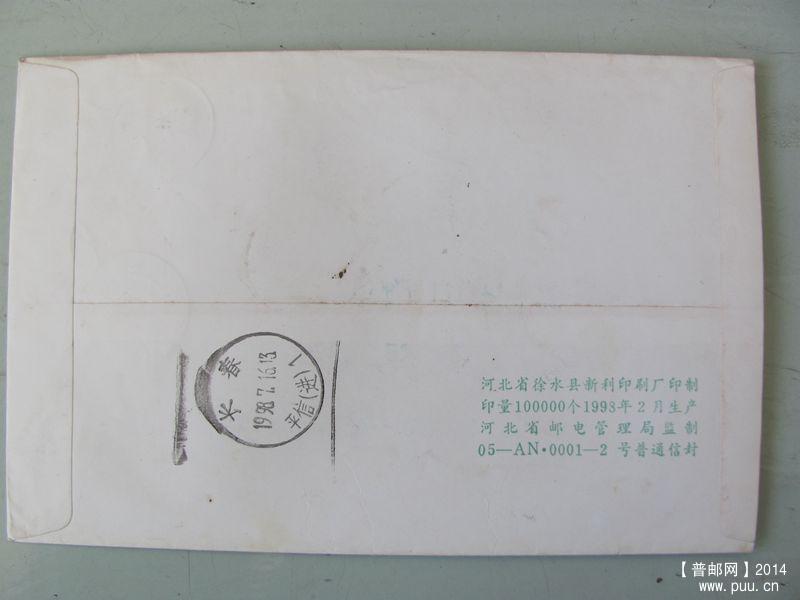 长春
1998 7. 16. 13
平信(进)
河北省徐水县新利印刷厂印制
印量100000个1998年2月生产
河北省邮电管理局监制
05—AN·0001—2 号普通信封
【普邮网】2014
www.puu.cn